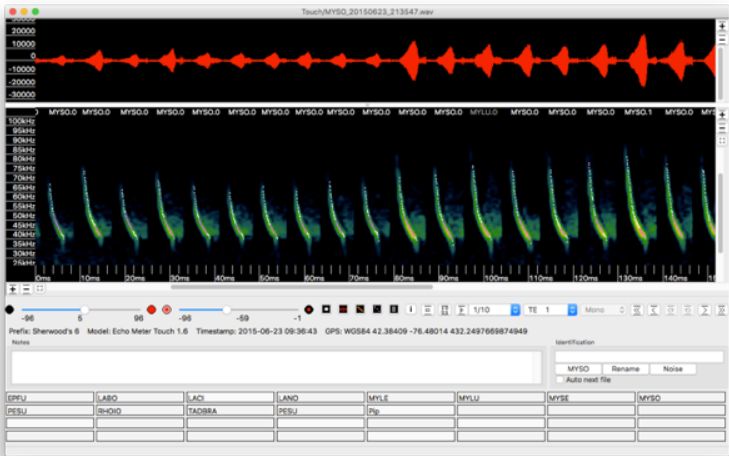 Touch/MYSO_20150623_213547.wav
20000
10000
0
-10000
-20000
-30000
MYSO.0 MYSO.0 MYSO.0 MYSO.0 MYSO.0 MYSO.0 MYSO.0 MYSO.0 MYSO.0 MYSO.0 MYSO.0 MYLU.0 MYSO.0 MYSO.0 MYSO.0 MYSO.1 MYSO.0
100kHz
95kHz
90kHz
85kHz
80kHz
75kHz
70kHz
65kHz
60kHz
55kHz
50kHz
45kHz
40kHz
35kHz
30kHz
25kHz
0ms 10ms 20ms 30ms 40ms 50ms 60ms 70ms 80ms 90ms 100ms 110ms 120ms 130ms 140ms
1/10 TE 1 Mono
-96 5 96 -96 -59 -1
Prefix: Sherwood's 6 Model: Echo Meter Touch 1.6 Timestamp: 2015-06-23 09:36:43 GPS: WGS84 42.38409 -76.48014 432.2497669874949
Notes Identification
MYSO Rename Noise
Auto next file
EPFU LABO LACI LANO MYLE MYLU MYSE MYSO
PESU RHOIO TADBRA PESU Pip